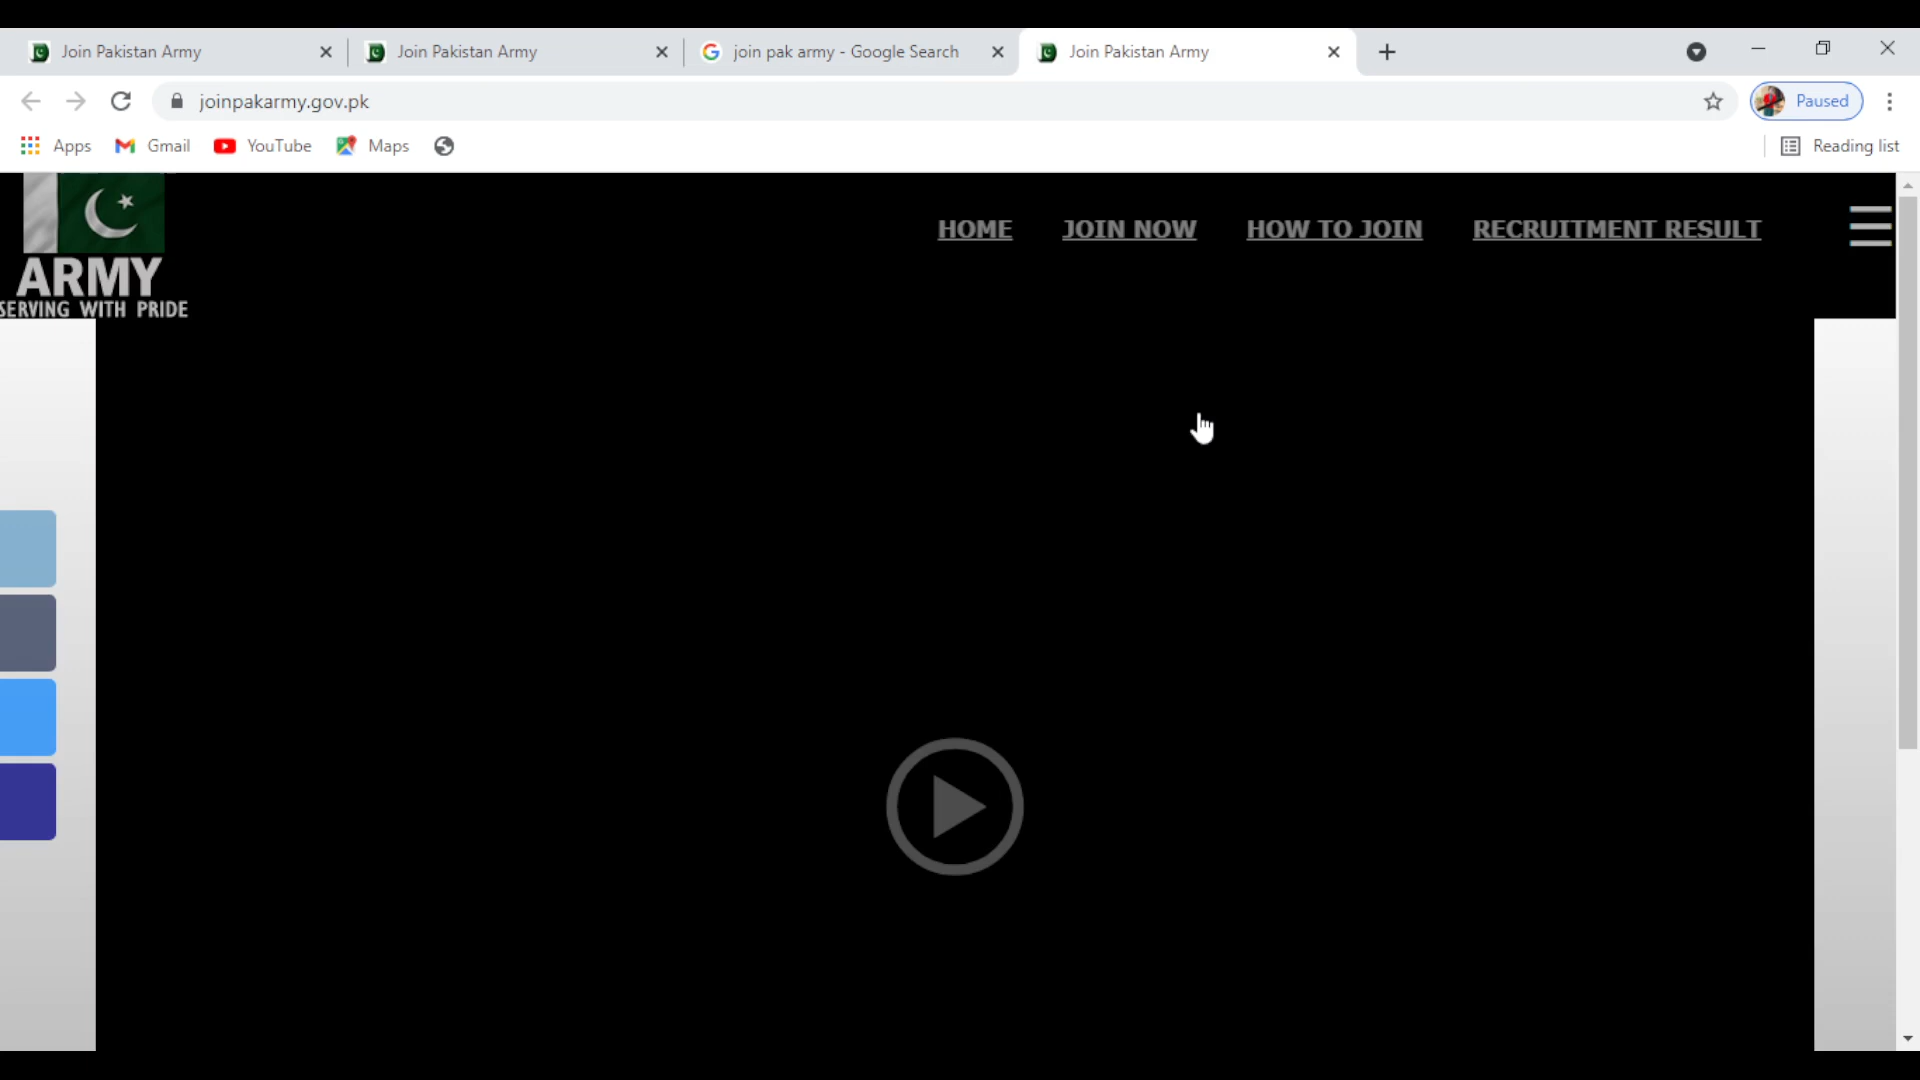 Join Pakistan Army
Join Pakistan Army
join pak army - Google Search
Join Pakistan Army
joinpakarmy.gov.pk
Paused
Apps
Gmail
YouTube
Maps
Reading list
HOME
JOIN NOW
HOW TO JOIN
RECRUITMENT RESULT
ARMY
SERVING WITH PRIDE